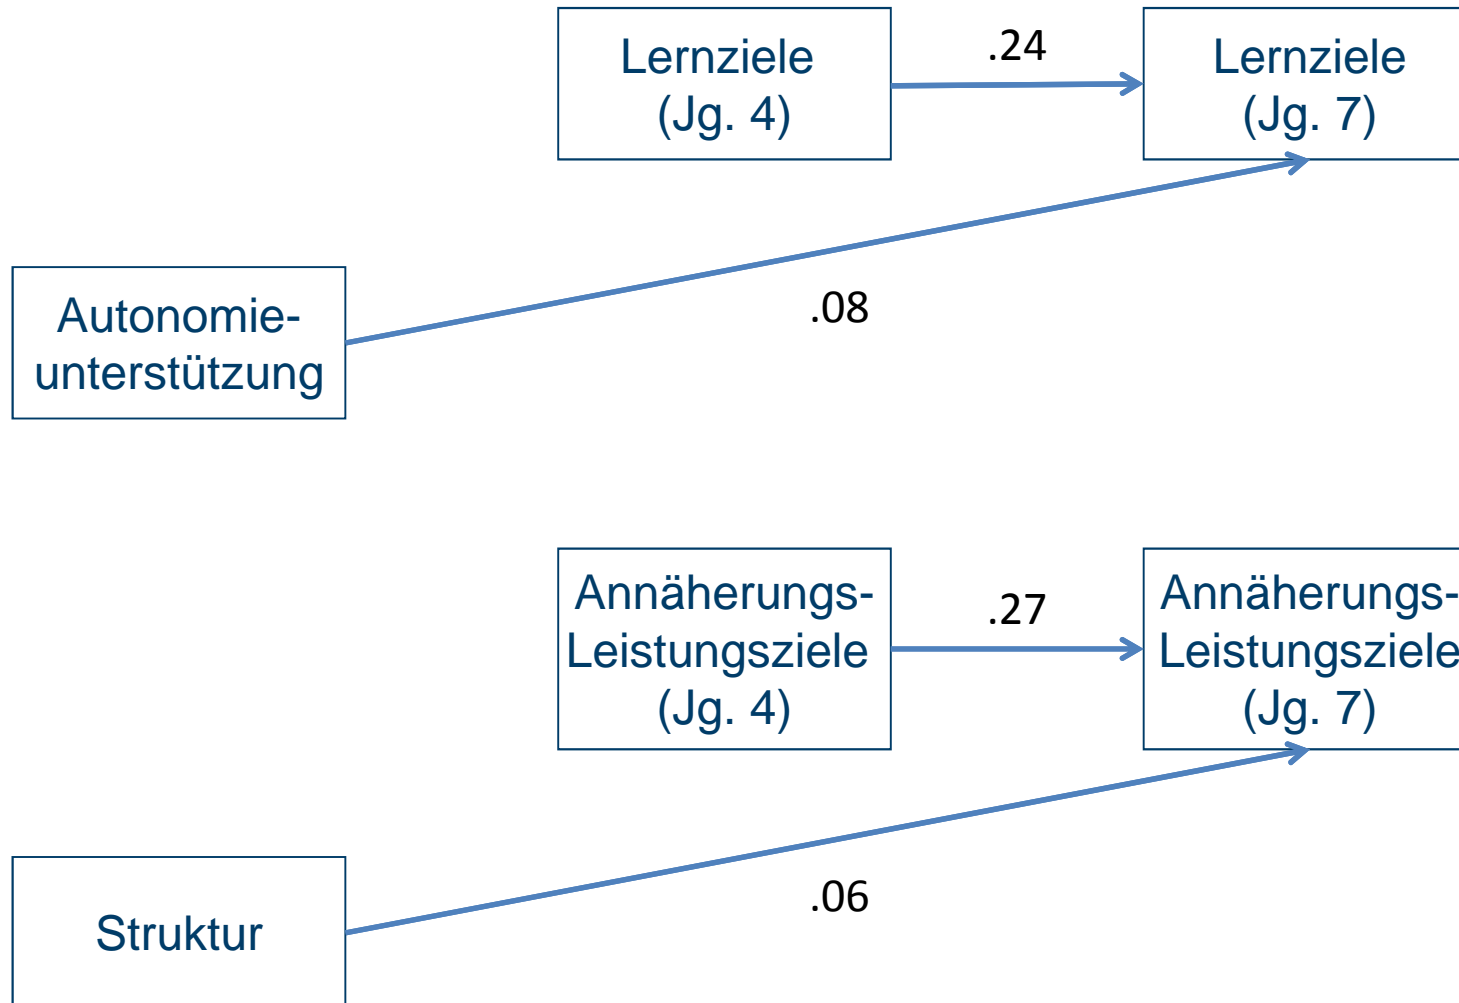 Lernziele
(Jg. 4)
.24
Lernziele
(Jg. 7)
Autonomie-
unterstützung
.08
Annäherungs-
Leistungsziele
(Jg. 4)
.27
Annäherungs-
Leistungsziele
(Jg. 7)
Struktur
.06